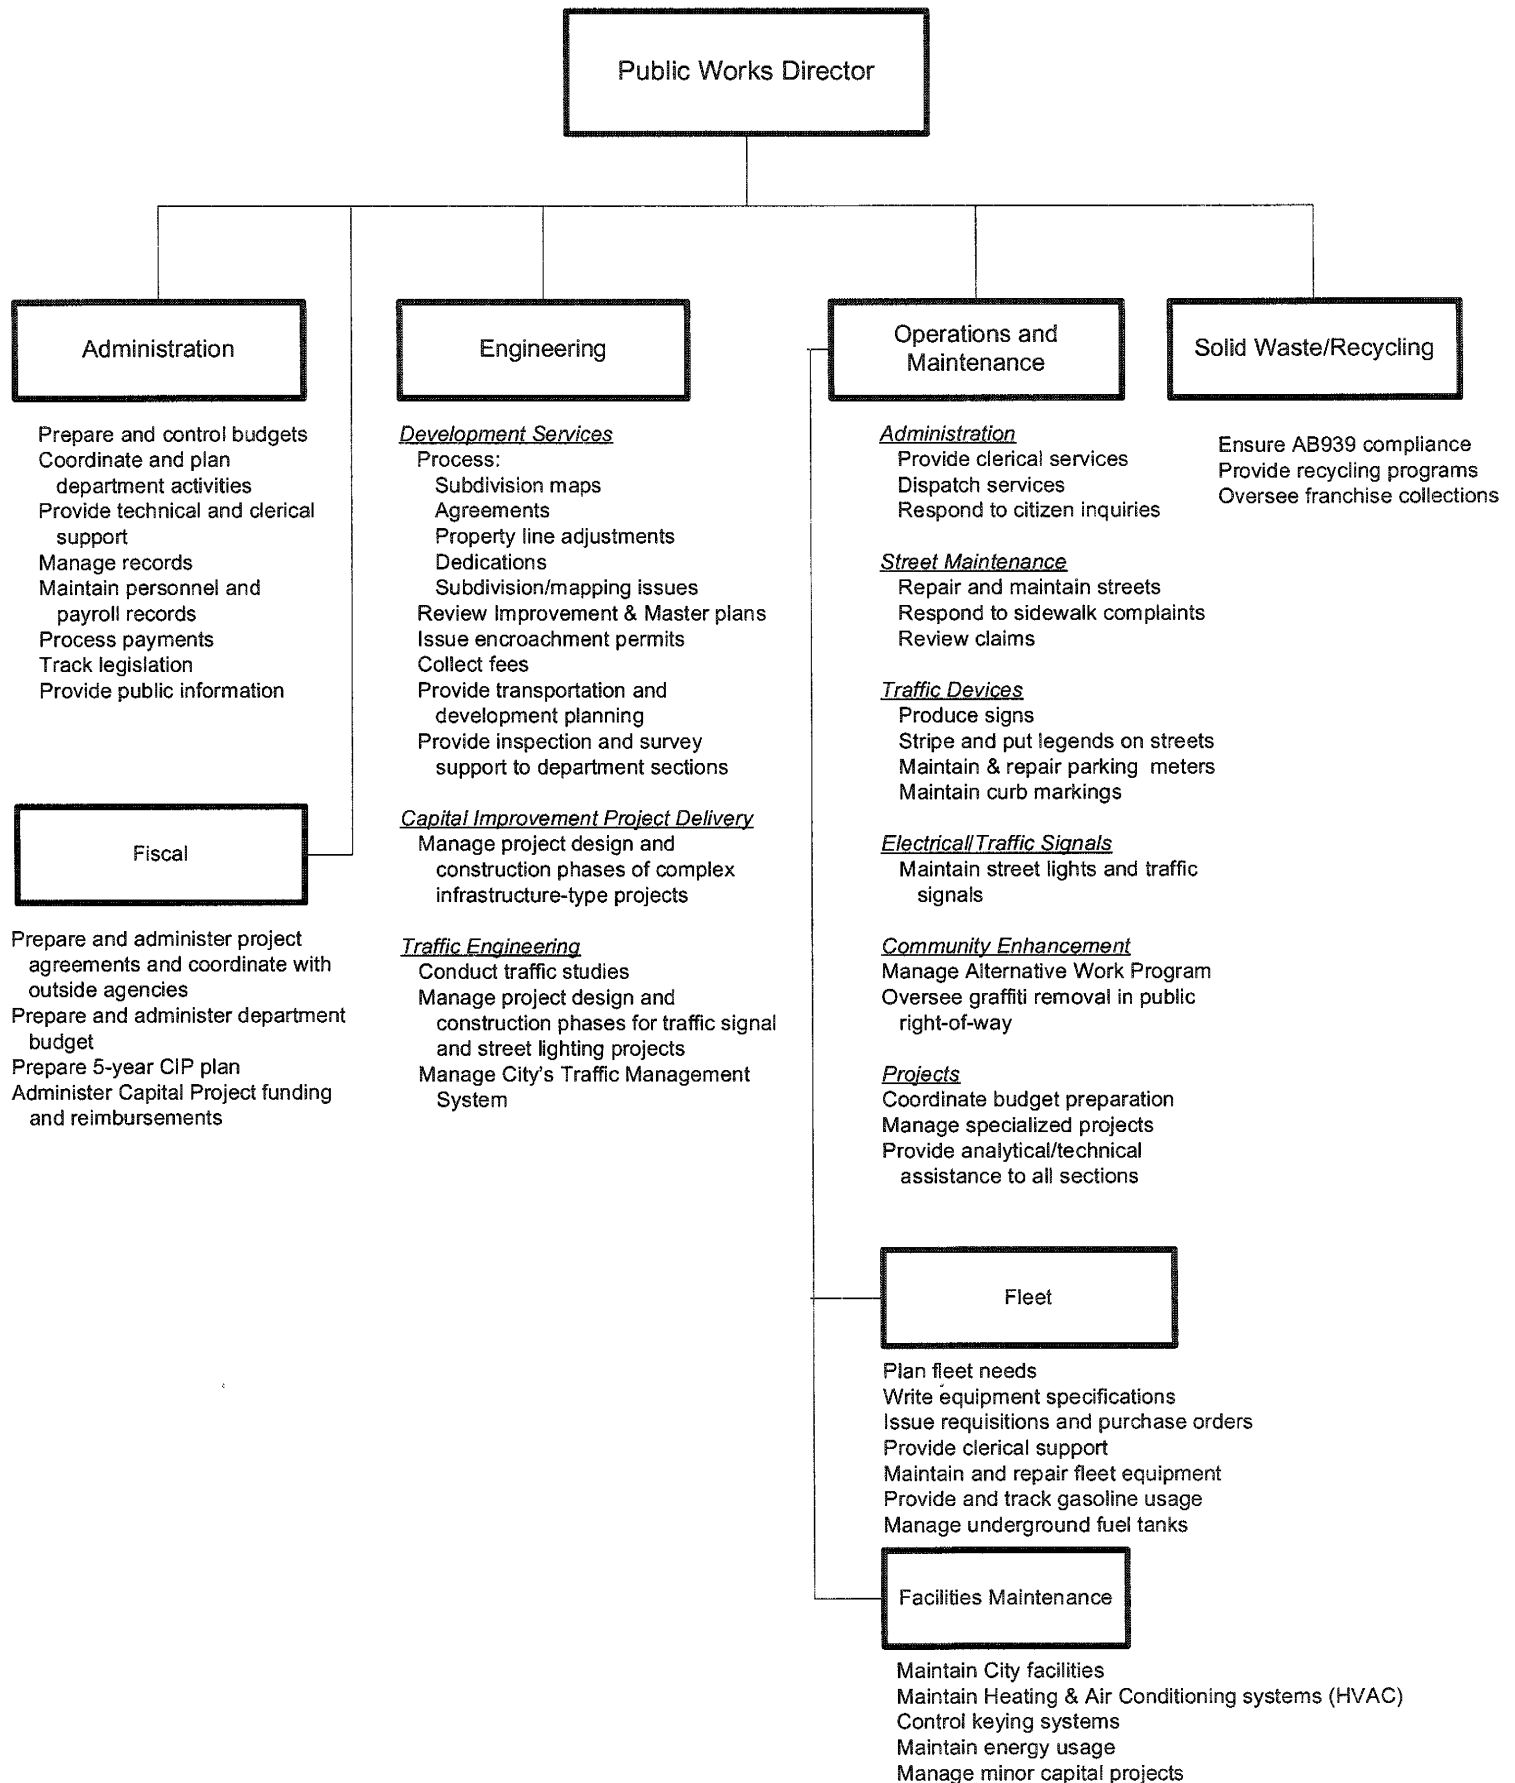 Public Works Director
Administration
Prepare and control budgets
Coordinate and plan
department activities
Provide technical and clerical
support
Manage records
Maintain personnel and
payroll records
Process payments
Track legislation
Provide public information
Fiscal
Prepare and administer project
agreements and coordinate with
outside agencies
Prepare and administer department
budget
Prepare 5-year CIP plan
Administer Capital Project funding
and reimbursements
Engineering
Development Services
Process:
Subdivision maps
Agreements
Property line adjustments
Dedications
Subdivision/mapping issues
Review Improvement & Master plans
Issue encroachment permits
Collect fees
Provide transportation and
development planning
Provide inspection and survey
support to department sections
Capital Improvement Project Delivery
Manage project design and
construction phases of complex
infrastructure-type projects
Traffic Engineering
Conduct traffic studies
Manage project design and
construction phases for traffic signal
and street lighting projects
Manage City's Traffic Management
System
Operations and
Maintenance
Administration
Provide clerical services
Dispatch services
Respond to citizen inquiries
Street Maintenance
Repair and maintain streets
Respond to sidewalk complaints
Review claims
Traffic Devices
Produce signs
Stripe and put legends on streets
Maintain & repair parking meters
Maintain curb markings
Electrical/Traffic Signals
Maintain street lights and traffic
signals
Community Enhancement
Manage Alternative Work Program
Oversee graffiti removal in public
right-of-way
Projects
Coordinate budget preparation
Manage specialized projects
Provide analytical/technical
assistance to all sections
Fleet
Plan fleet needs
Write equipment specifications
Issue requisitions and purchase orders
Provide clerical support
Maintain and repair fleet equipment
Provide and track gasoline usage
Manage underground fuel tanks
Facilities Maintenance
Maintain City facilities
Maintain Heating & Air Conditioning systems (HVAC)
Control keying systems
Maintain energy usage
Manage minor capital projects
Solid Waste/Recycling
Ensure AB939 compliance
Provide recycling programs
Oversee franchise collections